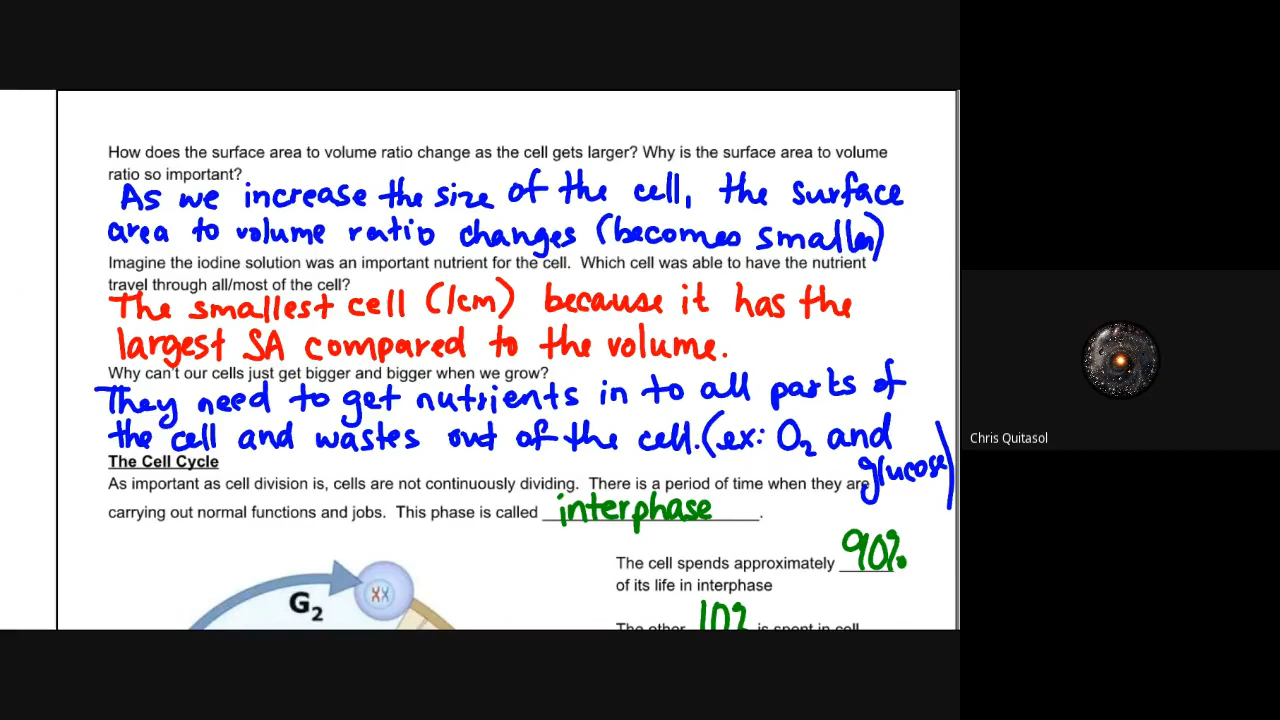 How does the surface area to volume ratio change as the cell gets larger? Why is the surface area to volume
ratio so important?
As we increase the size of the cell, the surface
area to volume ratio changes (becomes smaller)
Imagine the iodine solution was an important nutrient for the cell. Which cell was able to have the nutrient
travel through all/most of the cell?
The smallest cell (1cm) because it has the
largest SA compared to the volume.
Why can't our cells just get bigger and bigger when we grow?
They need to get nutrients in to all parts of
the cell and wastes out of the cell. (ex: O2 and
glucose)
The Cell Cycle
As important as cell division is, cells are not continuously dividing. There is a period of time when they are
carrying out normal functions and jobs. This phase is called interphase.
The cell spends approximately 90%
of its life in interphase
The other 10% is spent in cell
G2
Chris Quitasol